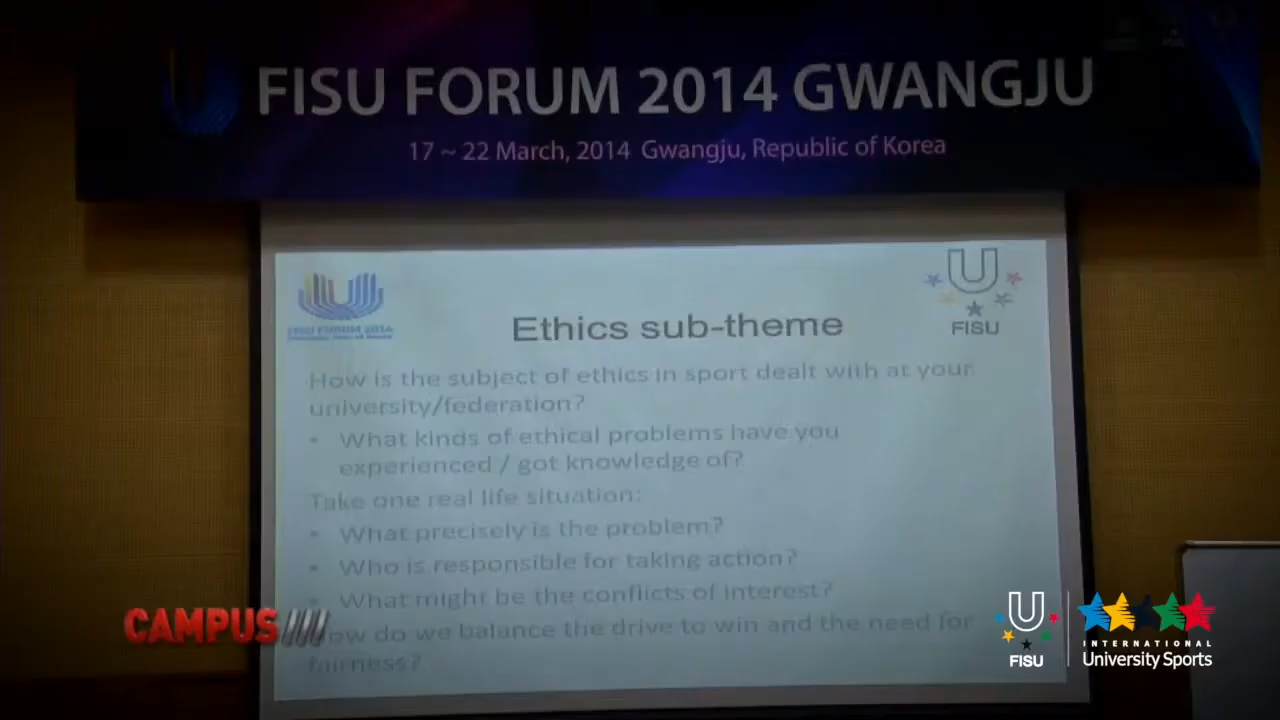 FISU FORUM 2014 GWANGJU
17 ~ 22 March, 2014 Gwangju, Republic of Korea
U
FISU
FISU FORUM 2014
Ethics sub-theme
How is the subject of ethics in sport dealt with at your
university/federation?
• What kinds of ethical problems have you
experienced / got knowledge of?
Take one real life situation:
• What precisely is the problem?
• Who is responsible for taking action?
• What might be the conflicts of interest?
How do we balance the drive to win and the need for
fairness?
CAMPUS
U
FISU
INTERNATIONAL
University Sports